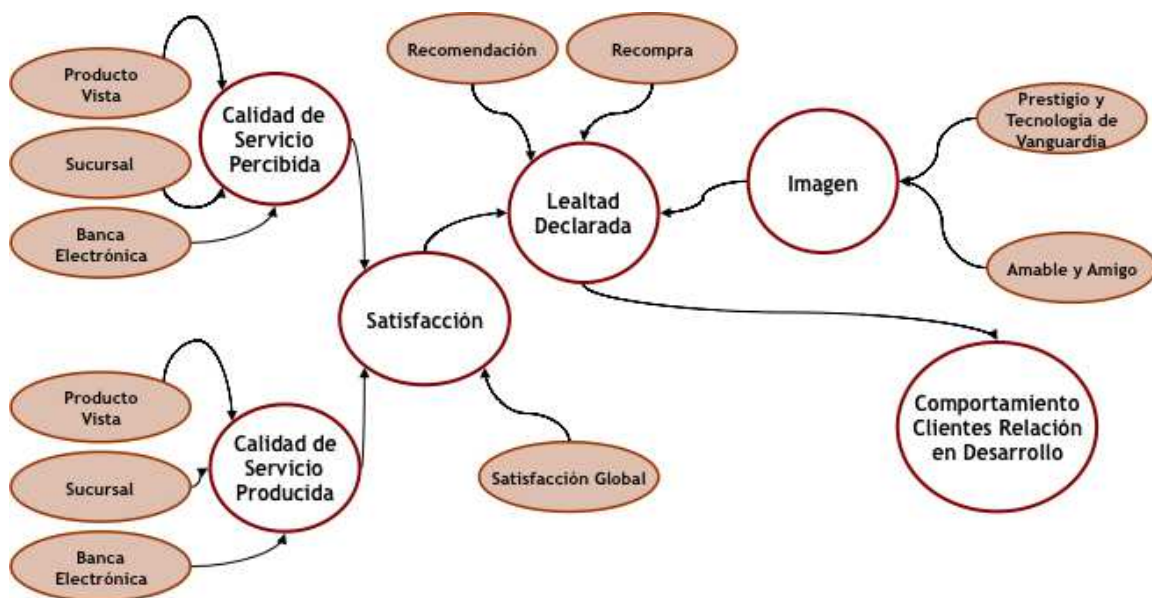 Producto
Vista
Sucursal
Banca
Electrónica
Calidad de
Servicio
Percibida
Recomendación
Recompra
Lealtad
Declarada
Imagen
Prestigio y
Tecnología de
Vanguardia
Amable y Amigo
Satisfacción
Producto
Vista
Sucursal
Banca
Electrónica
Calidad de
Servicio
Producida
Satisfacción Global
Comportamiento
Clientes Relación
en Desarrollo